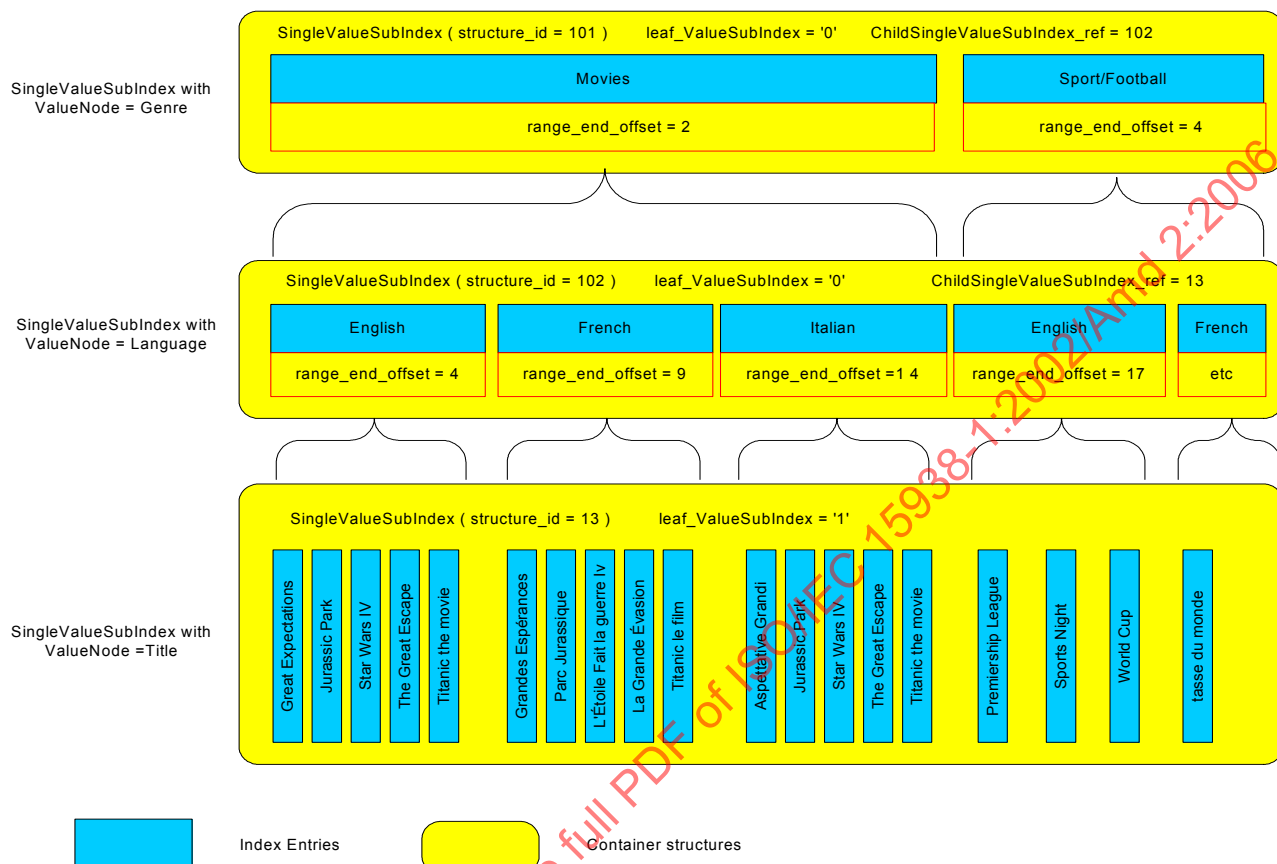 SingleValueSubIndex ( structure_id = 101 ) leaf_ValueSubIndex = '0' ChildSingleValueSubIndex_ref = 102
SingleValueSubIndex with
ValueNode = Genre
Movies
Sport/Football
range_end_offset = 2
range_end_offset = 4
SingleValueSubIndex ( structure_id = 102 ) leaf_ValueSubIndex = '0' ChildSingleValueSubIndex_ref = 13
SingleValueSubIndex with
ValueNode = Language
English
French
Italian
English
French
range_end_offset = 4
range_end_offset = 9
range_end_offset =1 4
range_end_offset = 17
etc
SingleValueSubIndex ( structure_id = 13 ) leaf_ValueSubIndex = '1'
SingleValueSubIndex with
ValueNode =Title
Great Expectations
Jurassic Park
Star Wars IV
The Great Escape
Titanic the movie
Grandes Espérances
Parc Jurassique
L'Étoile Fait la guerre Iv
La Grande Évasion
Titanic le film
Aspettative Grandi
Jurassic Park
Star Wars IV
The Great Escape
Titanic the movie
Premiership League
Sports Night
World Cup
tasse du monde
Index Entries
Container structures
full PDF of ISO/IEC 15938-1:2002/Amd 2:2006